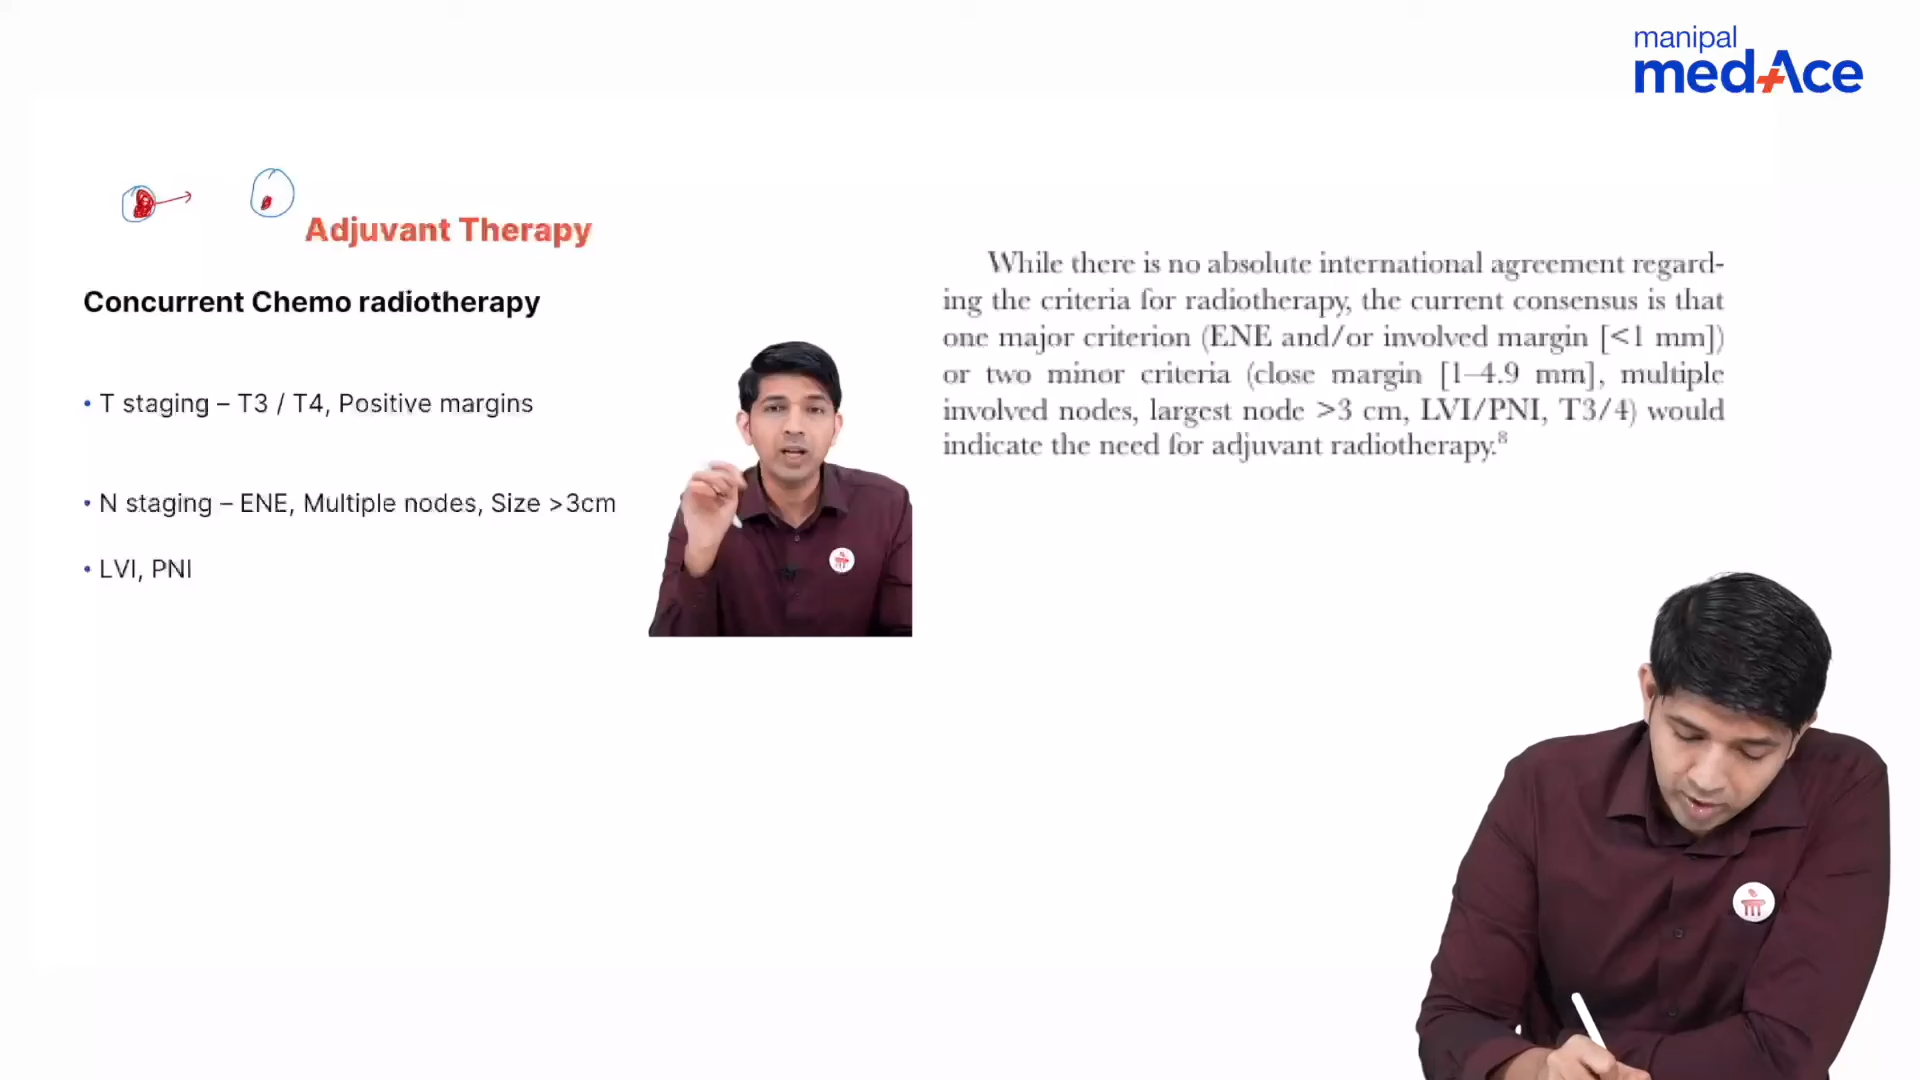 manipal
medAce
Adjuvant Therapy
Concurrent Chemo radiotherapy
• T staging – T3 / T4, Positive margins
• N staging – ENE, Multiple nodes, Size >3cm
• LVI, PNI
While there is no absolute international agreement regard-
ing the criteria for radiotherapy, the current consensus is that
one major criterion (ENE and/or involved margin [<1 mm])
or two minor criteria (close margin [1–4.9 mm], multiple
involved nodes, largest node >3 cm, LVI/PNI, T3/4) would
indicate the need for adjuvant radiotherapy.⁸